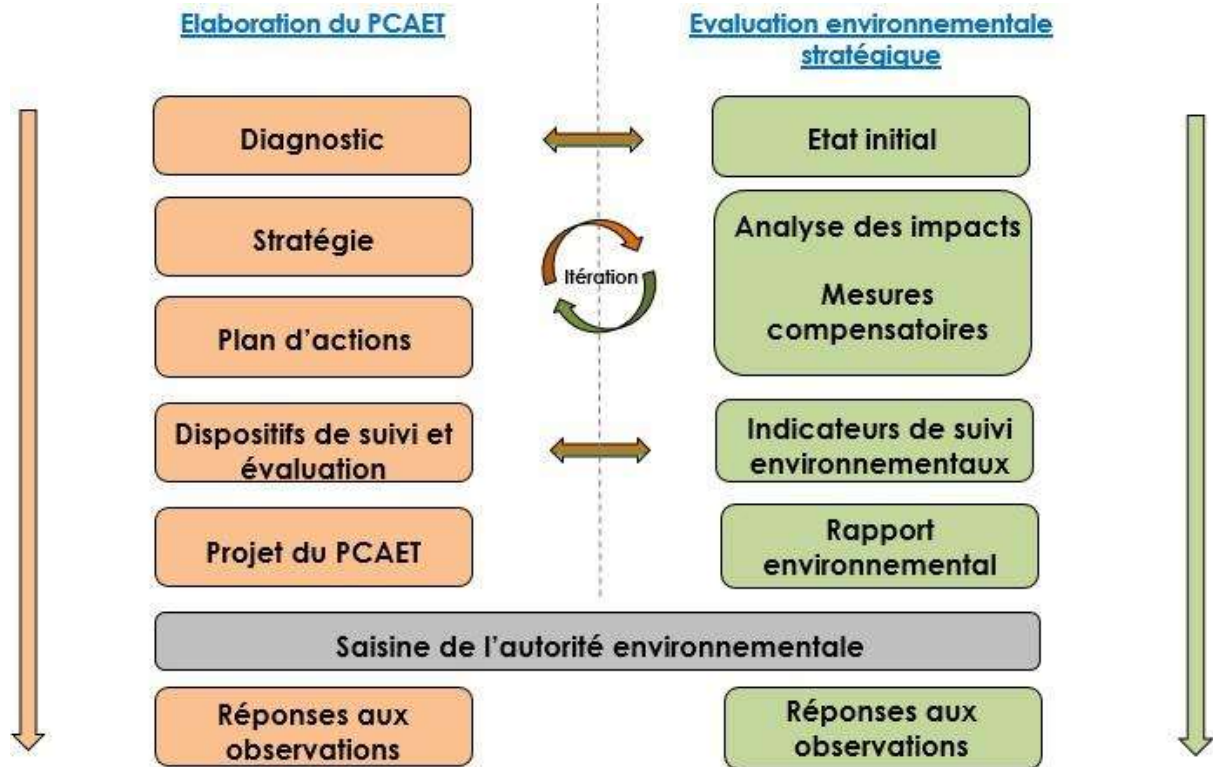 Elaboration du PCAET
Evaluation environnementale
stratégique
Diagnostic
Etat initial
Stratégie
Analyse des impacts
Itération
Mesures
compensatoires
Plan d'actions
Dispositifs de suivi et
évaluation
Indicateurs de suivi
environnementaux
Projet du PCAET
Rapport
environnemental
Saisine de l'autorité environnementale
Réponses aux
observations
Réponses aux
observations